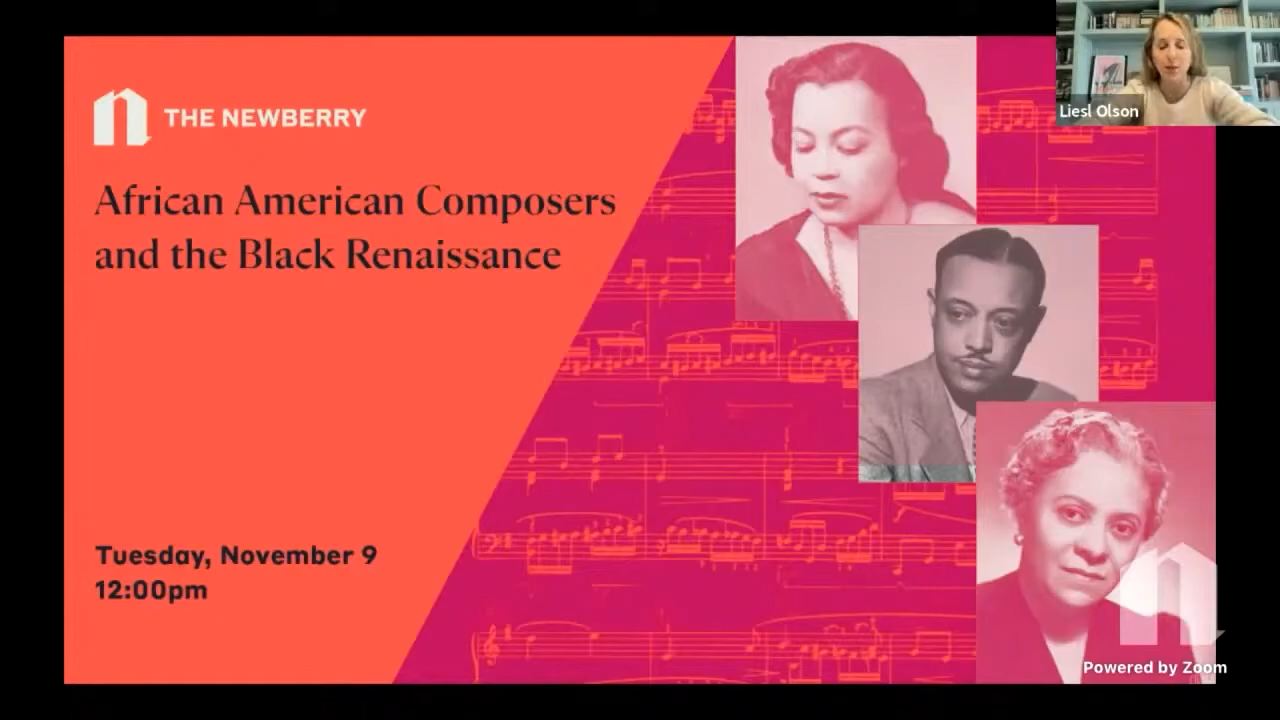 THE NEWBERRY
African American Composers
and the Black Renaissance
Tuesday, November 9
12:00pm
Liesl Olson
Powered by Zoom